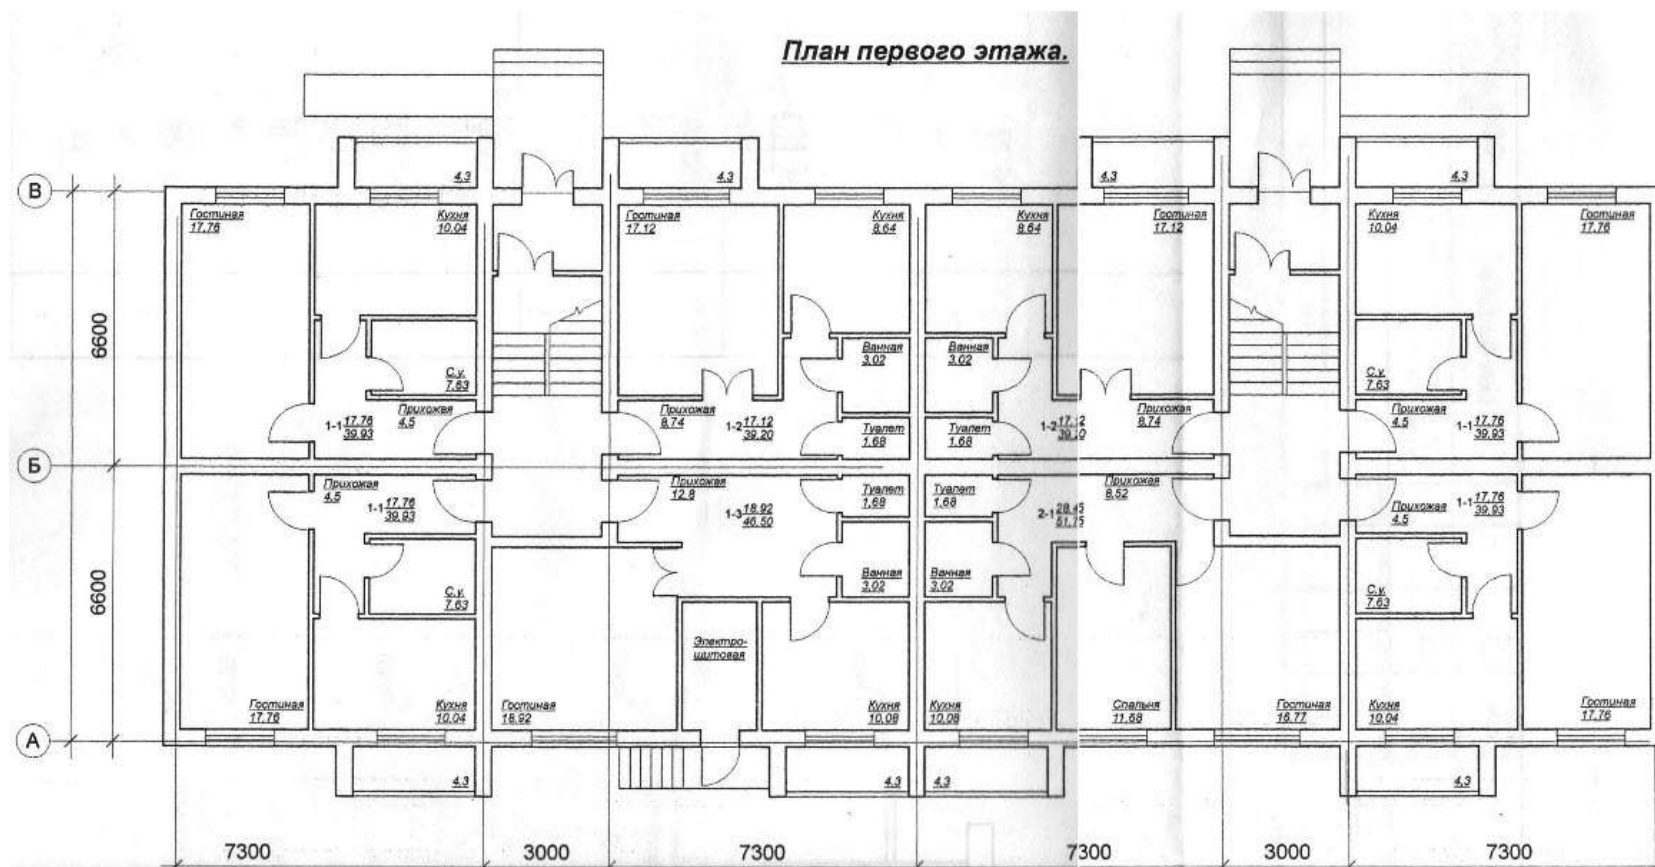 План первого этажа.
4,3
4,3
4,3
4,3
В
Гостиная
17,76
Кухня
10,04
Гостиная
17,12
Кухня
8,64
Кухня
8,64
Гостиная
17,12
Кухня
10,04
Гостиная
17,76
6600
Ванная
3,02
Ванная
3,02
С.у.
7,63
С.у.
7,63
Прихожая
4,5
1-1 17,76
39,93
Прихожая
8,74
1-2 17,12
39,20
Туалет
1,68
Туалет
1,68
1-2 17,12
Прихожая
8,74
Прихожая
4,5
1-1 17,76
39,93
Б
Прихожая
4,5
1-1 17,76
39,93
Прихожая
12,8
1-3 18,92
46,50
Туалет
1,68
Туалет
1,68
2-1
Прихожая
8,52
Прихожая
4,5
1-1 17,76
39,93
6600
С.у.
7,63
Ванная
3,02
Ванная
3,02
С.у.
7,63
Электро-
щитовая
Гостиная
17,76
Кухня
10,04
Гостиная
18,92
Кухня
10,08
Кухня
10,08
Спальня
11,68
Гостиная
16,77
Кухня
10,04
Гостиная
17,76
А
4,3
4,3
4,3
4,3
7300
3000
7300
7300
3000
7300